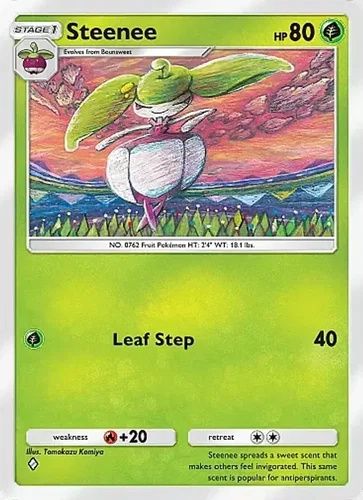 STAGE 1
Steenee
HP 80
Evolves from Bounsweet
NO. 0762 Fruit Pokémon HT: 2'4" WT: 18.1 lbs.
Leaf Step 40
weakness +20 retreat
Illus. Tomokazu Komiya
Steenee spreads a sweet scent that
makes others feel invigorated. This same
scent is popular for antiperspirants.